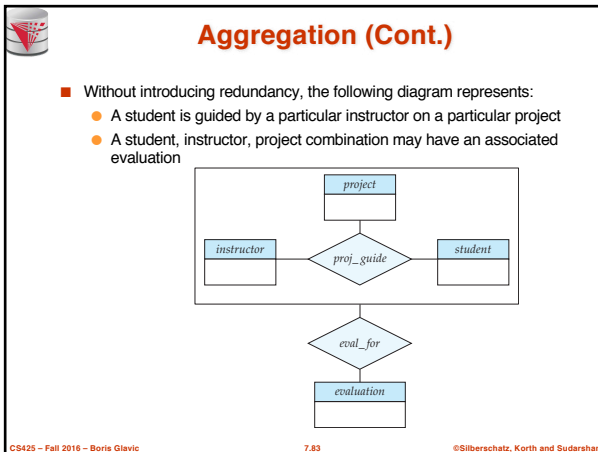 Aggregation (Cont.)
Without introducing redundancy, the following diagram represents:
A student is guided by a particular instructor on a particular project
A student, instructor, project combination may have an associated
evaluation
project
instructor
proj_guide
student
eval_for
evaluation
CS425 – Fall 2016 – Boris Glavic
7.83
©Silberschatz, Korth and Sudarshan